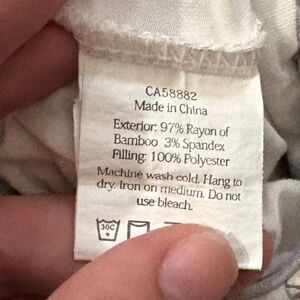 CA58882
Made in China
Exterior: 97% Rayon of
Bamboo 3% Spandex
Filling: 100% Polyester
Machine wash cold. Hang to
dry. Iron on medium. Do not
use bleach.
30C